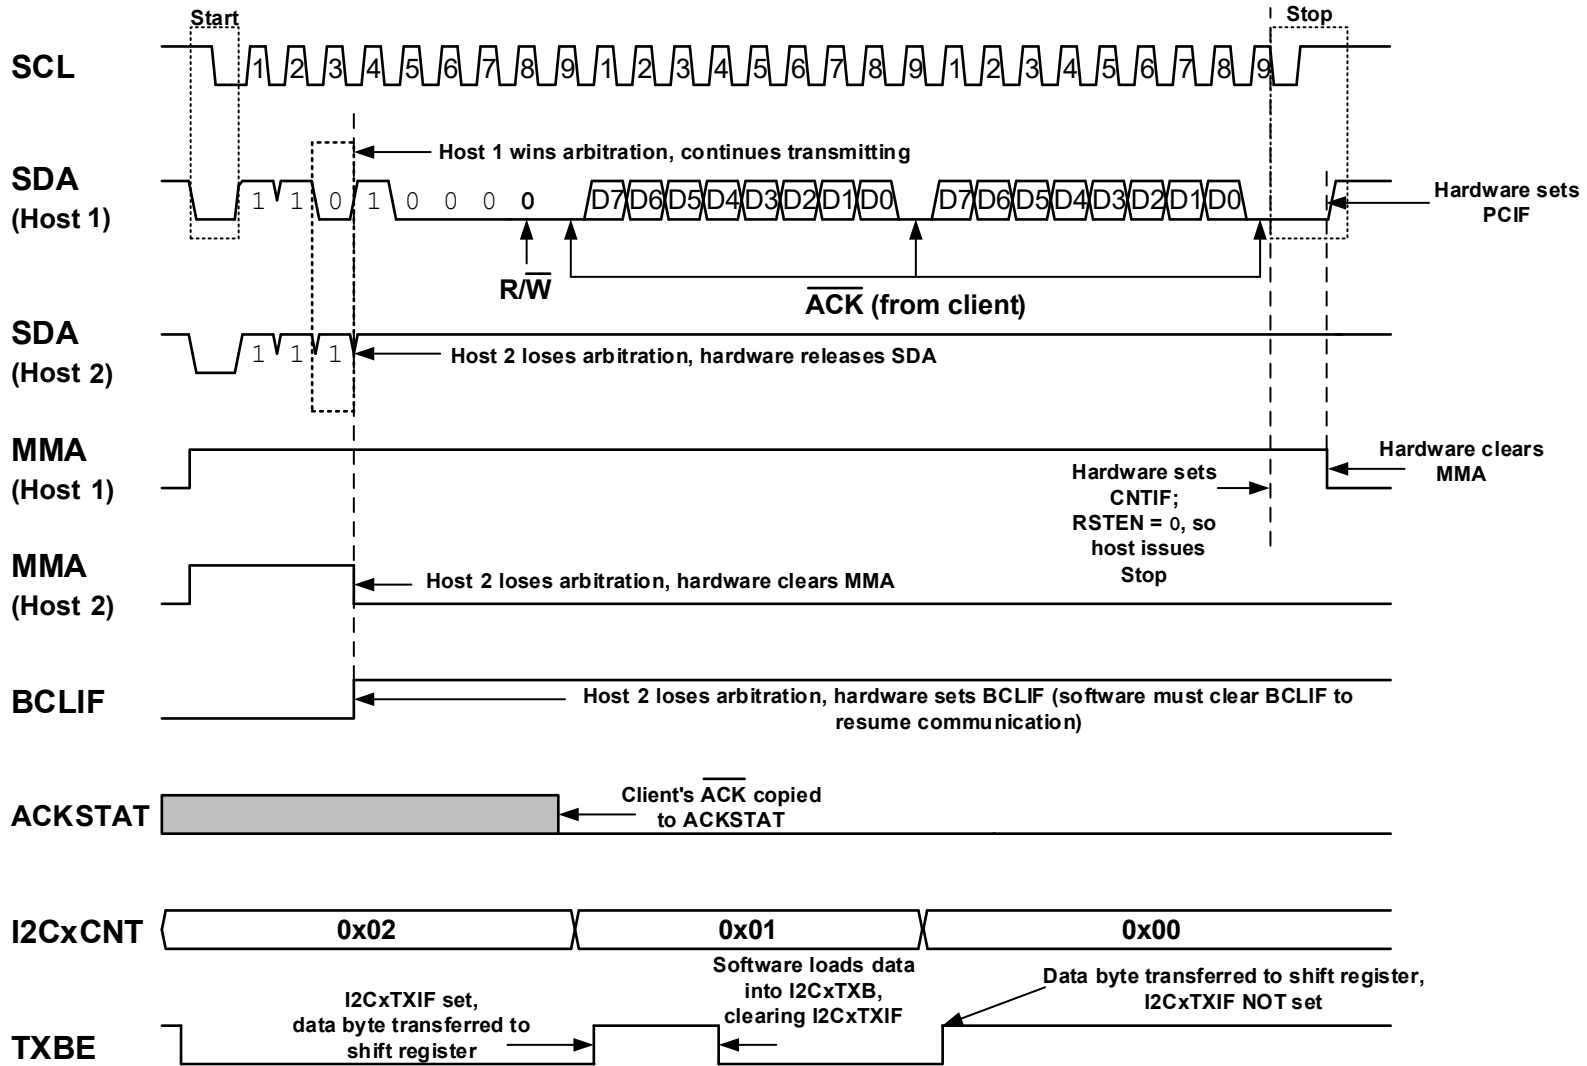 Start
Stop
SCL
1 2 3 4 5 6 7 8 9 1 2 3 4 5 6 7 8 9 1 2 3 4 5 6 7 8 9
Host 1 wins arbitration, continues transmitting
SDA
(Host 1)
1 1 0 1 0 0 0 0 D7 D6 D5 D4 D3 D2 D1 D0 D7 D6 D5 D4 D3 D2 D1 D0
Hardware sets
PCIF
R/W
ACK (from client)
SDA
(Host 2)
1 1 1
Host 2 loses arbitration, hardware releases SDA
MMA
(Host 1)
Hardware clears
MMA
Hardware sets
CNTIF;
RSTEN = 0, so
host issues
Stop
MMA
(Host 2)
Host 2 loses arbitration, hardware clears MMA
BCLIF
Host 2 loses arbitration, hardware sets BCLIF (software must clear BCLIF to
resume communication)
ACKSTAT
Client's ACK copied
to ACKSTAT
I2CxCNT
0x02 0x01 0x00
TXBE
I2CxTXIF set,
data byte transferred to
shift register
Software loads data
into I2CxTXB,
clearing I2CxTXIF
Data byte transferred to shift register,
I2CxTXIF NOT set